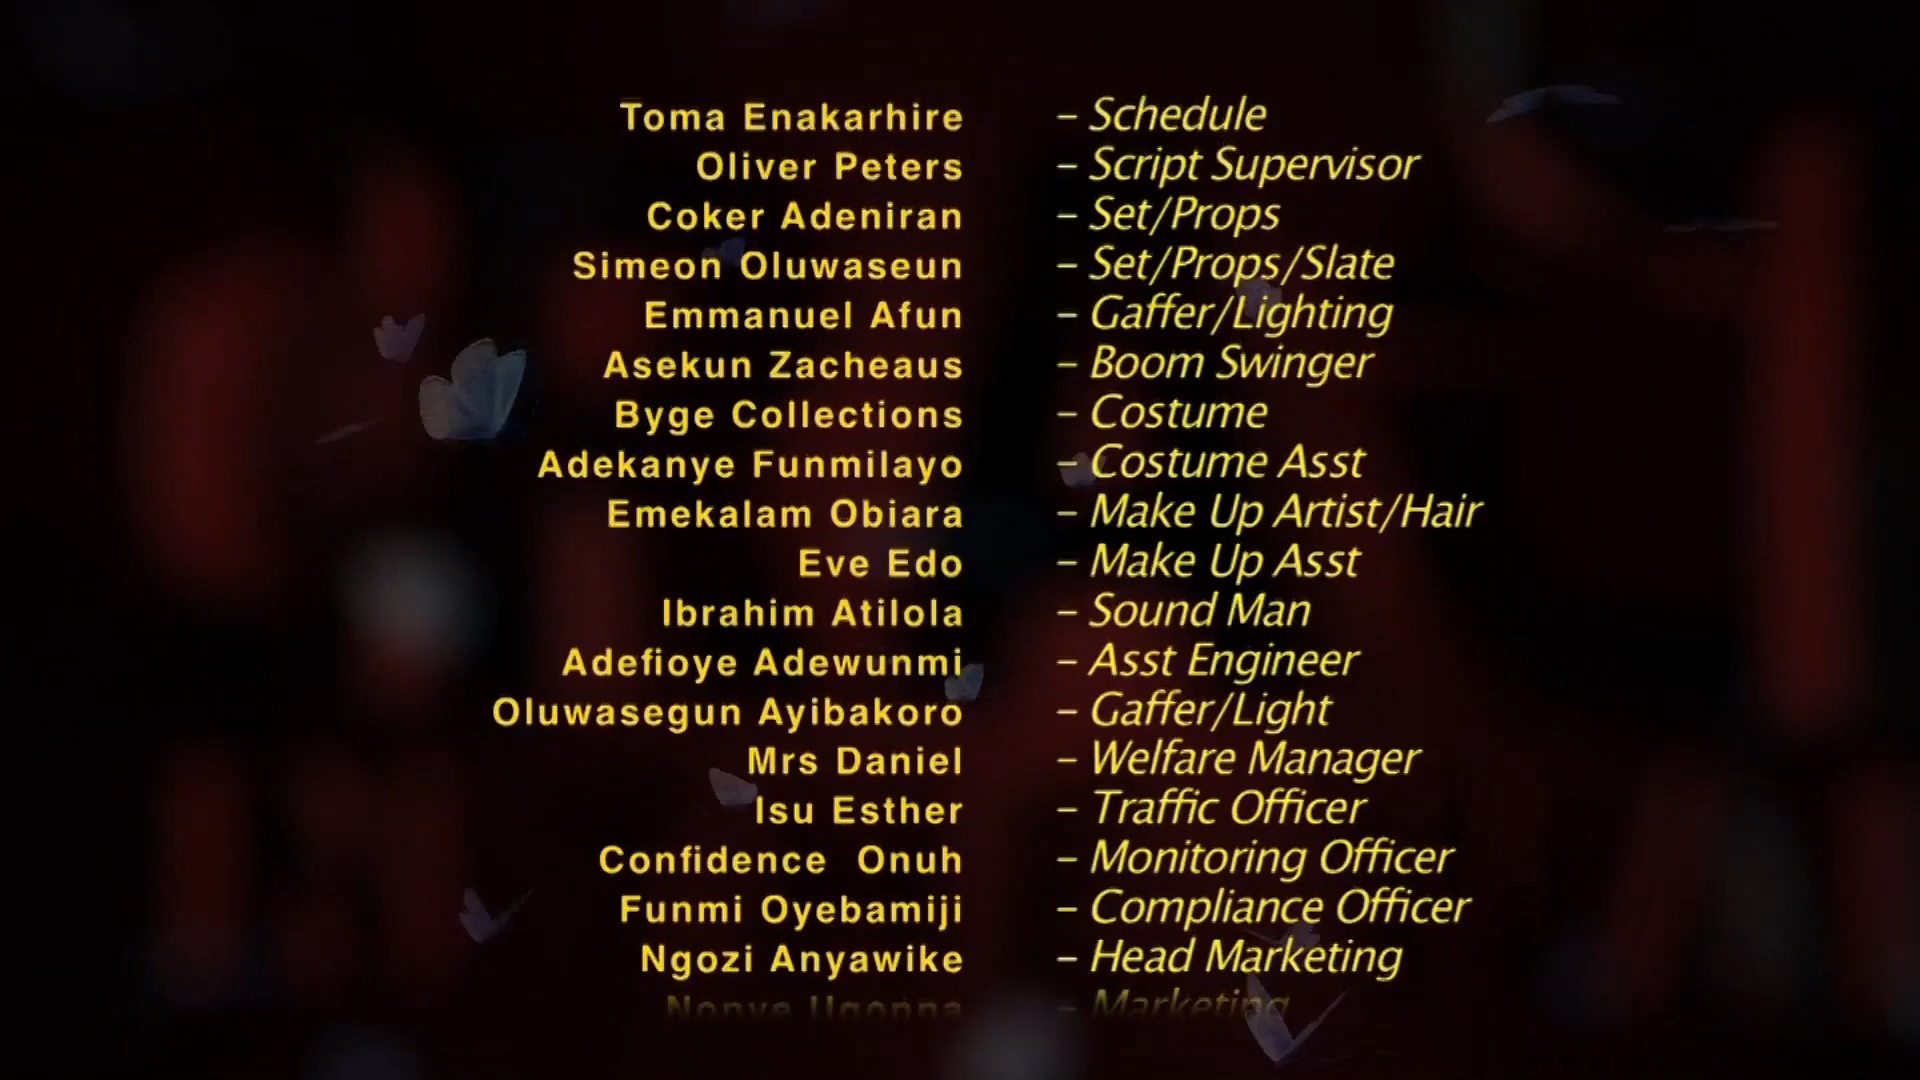 Toma Enakarhire – Schedule
Oliver Peters – Script Supervisor
Coker Adeniran – Set/Props
Simeon Oluwaseun – Set/Props/Slate
Emmanuel Afun – Gaffer/Lighting
Asekun Zacheaus – Boom Swinger
Byge Collections – Costume
Adekanye Funmilayo – Costume Asst
Emekalam Obiara – Make Up Artist/Hair
Eve Edo – Make Up Asst
Ibrahim Atilola – Sound Man
Adefioye Adewunmi – Asst Engineer
Oluwasegun Ayibakoro – Gaffer/Light
Mrs Daniel – Welfare Manager
Isu Esther – Traffic Officer
Confidence  Onuh – Monitoring Officer
Funmi Oyebamiji – Compliance Officer
Ngozi Anyawike – Head Marketing
Nonye Ugonna – Marketing